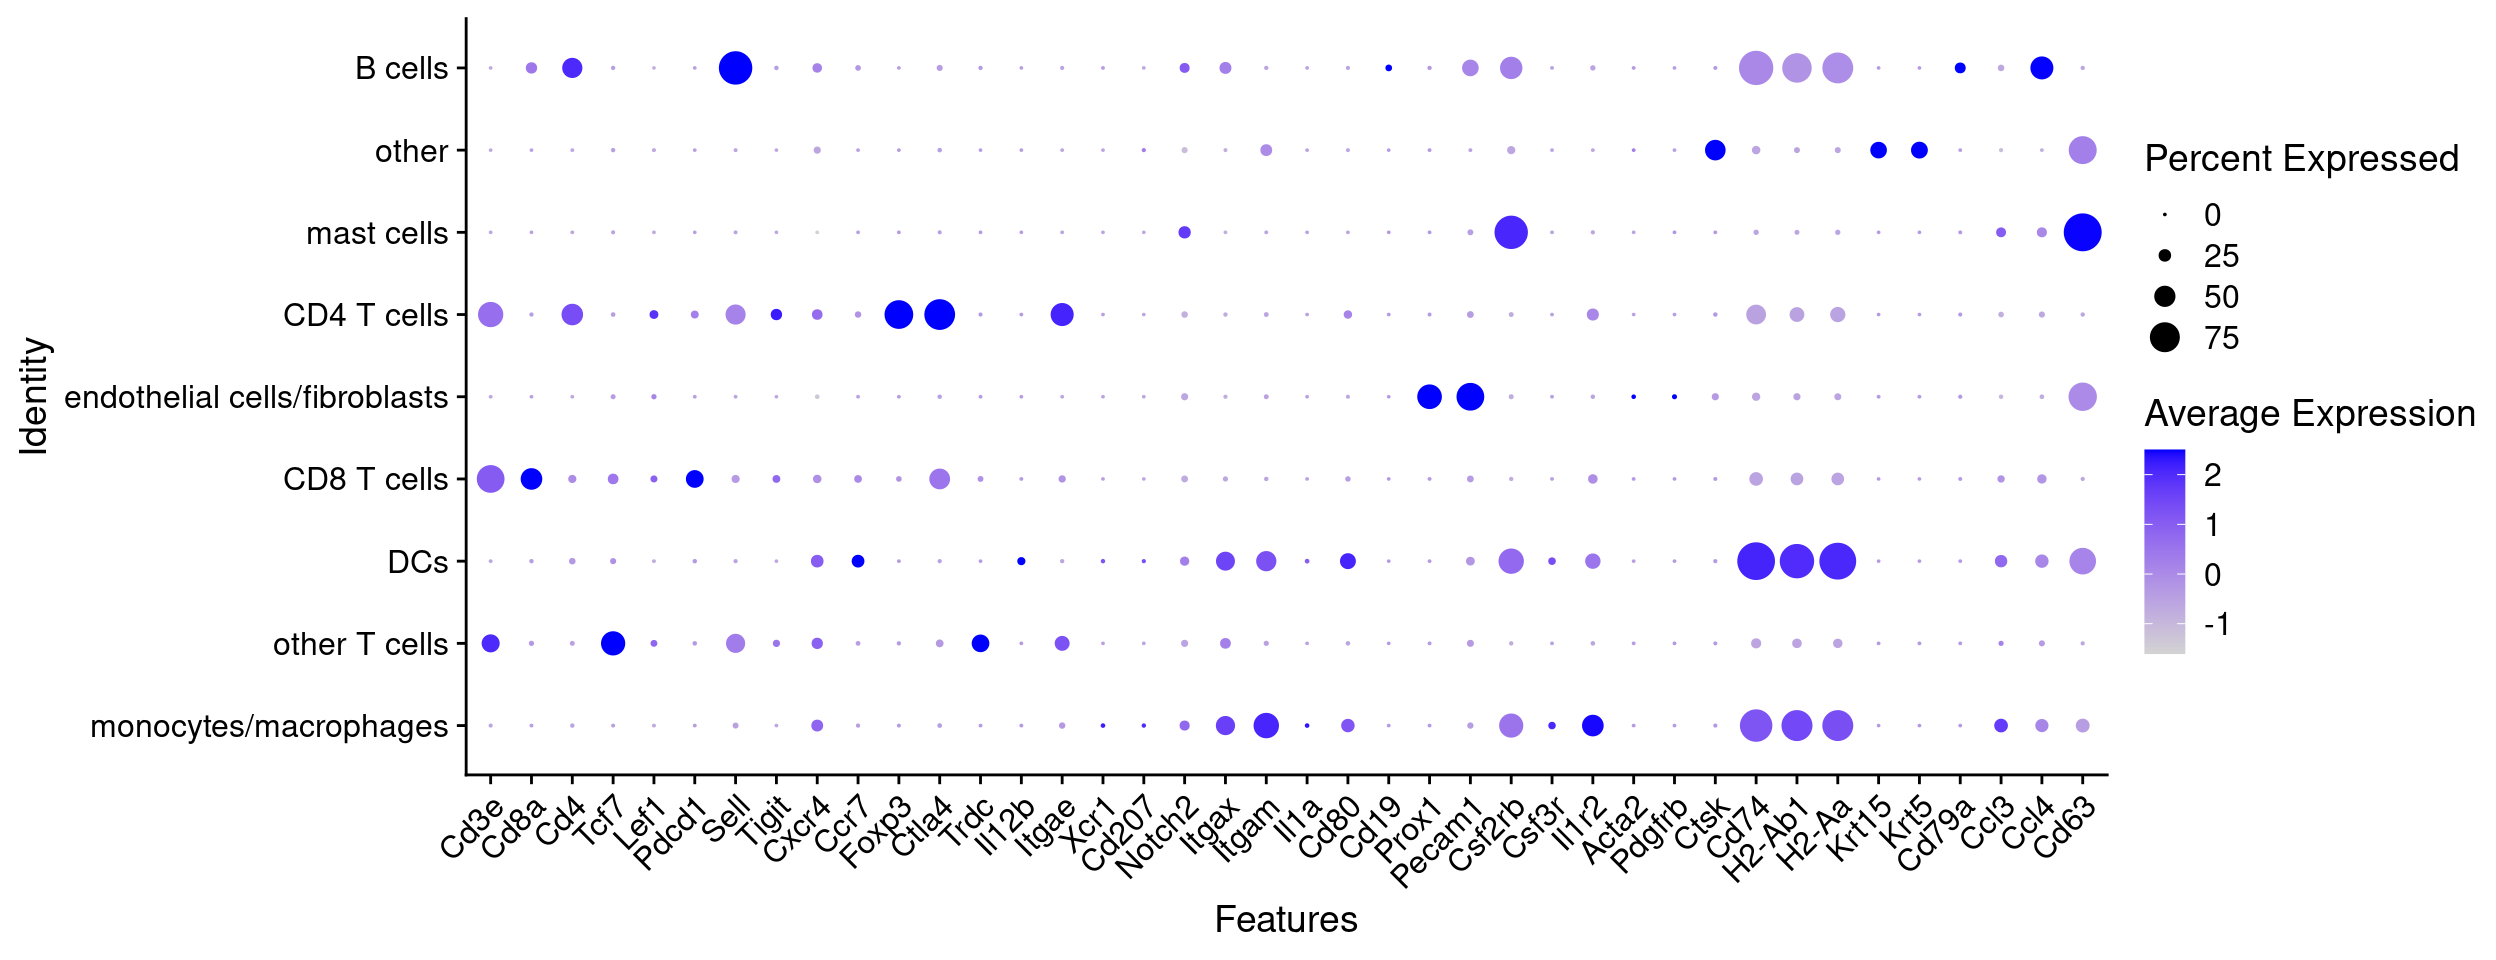 B cells
other
mast cells
CD4 T cells
endothelial cells/fibroblasts
CD8 T cells
DCs
other T cells
monocytes/macrophages
Identity
Cd3e
Cd8a
Cd4
Tcf7
Lef1
Pdcd1
Sell
Tigit
Cxcr4
Ccr7
Foxp3
Ctla4
Trdc
Il12b
Itgae
Xcr1
Cd207
Notch2
Itgax
Itgam
Il1a
Cd80
Cd19
Prox1
Pecam1
Csf2rb
Csf3r
Il1r2
Acta2
Pdgfrb
Ctsk
Cd74
H2-Ab1
H2-Aa
Krt15
Krt5
Cd79a
Ccl3
Ccl4
Cd63
Features
Percent Expressed
0
25
50
75
Average Expression
2
1
0
-1